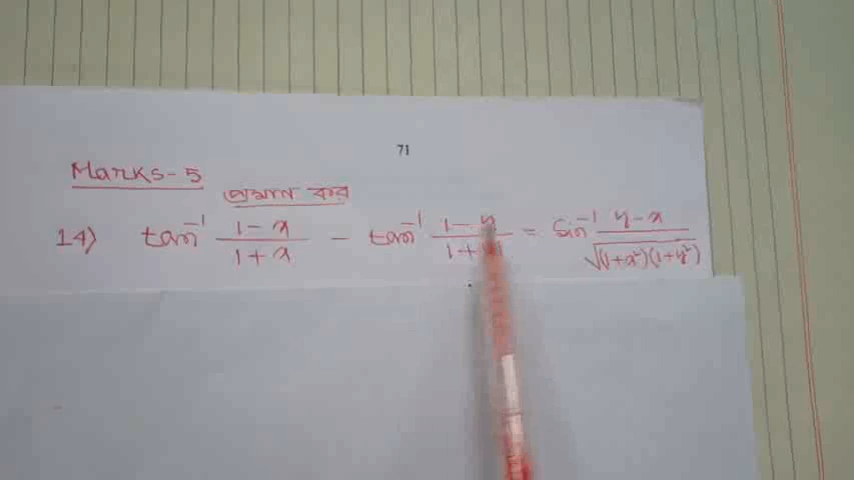 71
Marks-5
প্রমাণ কর
14) tan⁻¹ (1-x)/(1+x) - tan⁻¹ (1-y)/(1+y) = sin⁻¹ (y-x)/√(1+x²)(1+y²)